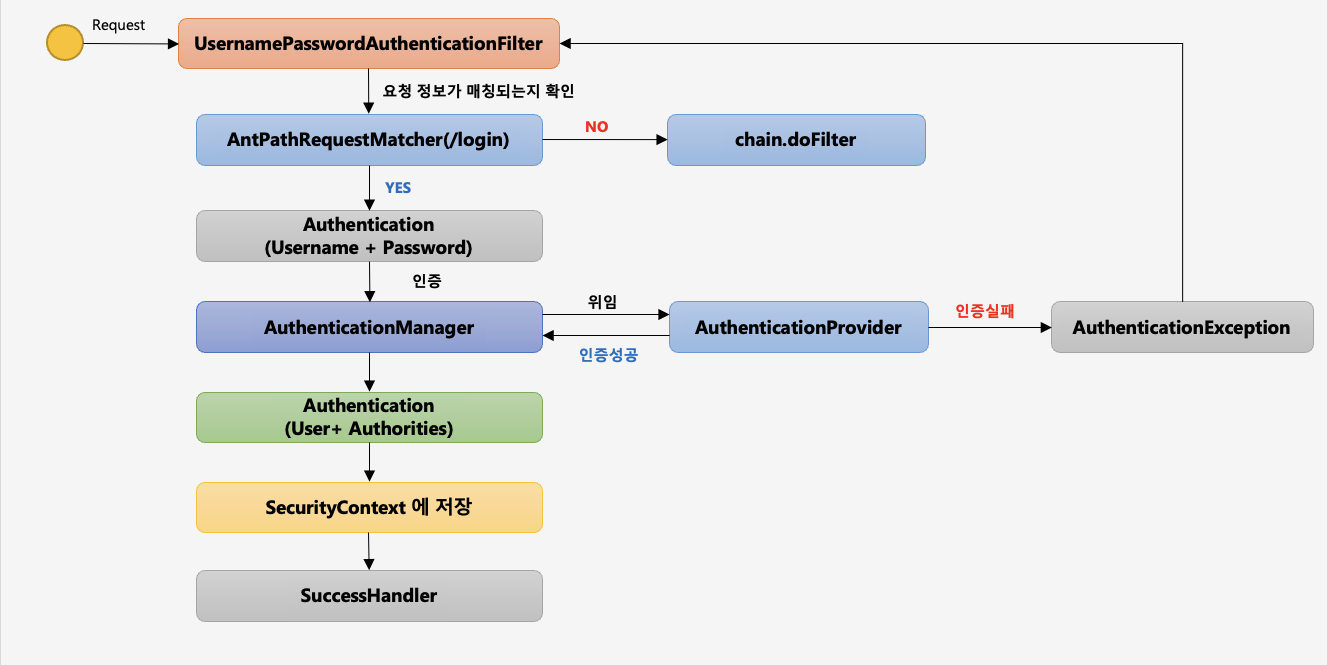 Request
UsernamePasswordAuthenticationFilter
요청 정보가 매칭되는지 확인
AntPathRequestMatcher(/login)
NO
chain.doFilter
YES
Authentication
(Username + Password)
인증
AuthenticationManager
위임
인증성공
AuthenticationProvider
인증실패
AuthenticationException
Authentication
(User+ Authorities)
SecurityContext 에 저장
SuccessHandler